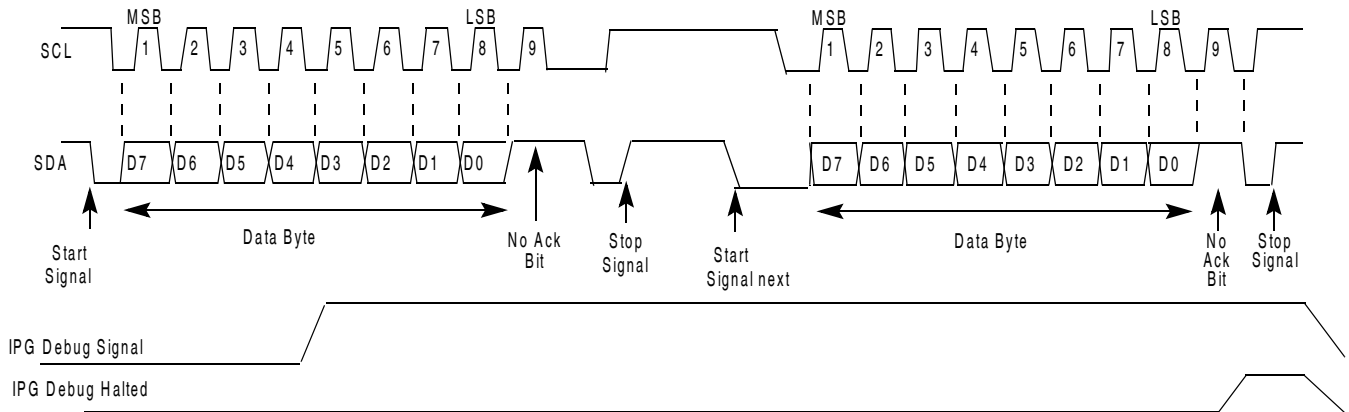 MSB LSB MSB LSB
SCL 1 2 3 4 5 6 7 8 9 1 2 3 4 5 6 7 8 9
SDA D7 D6 D5 D4 D3 D2 D1 D0 D7 D6 D5 D4 D3 D2 D1 D0
Start
Signal
Data Byte
No Ack
Bit
Stop
Signal
Start
Signal next
Data Byte
No
Ack
Bit
Stop
Signal
IPG Debug Signal
IPG Debug Halted